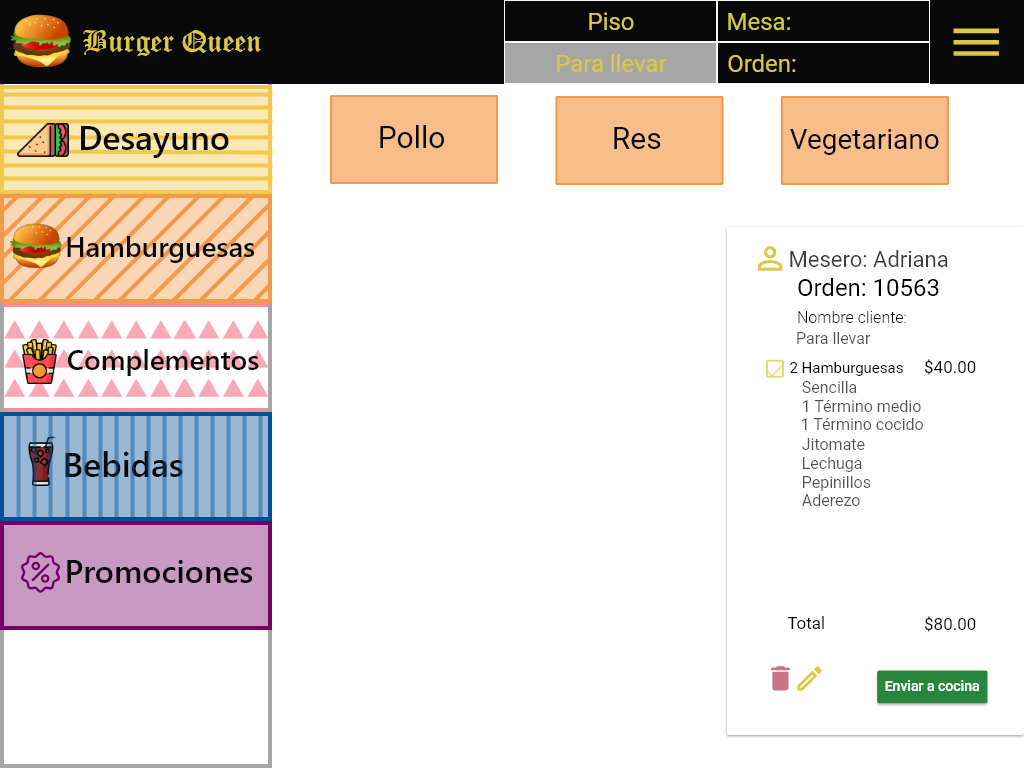 Burger Queen
Piso
Mesa:
Para llevar
Orden:
Desayuno
Hamburguesas
Complementos
Bebidas
Promociones
Pollo
Res
Vegetariano
Mesero: Adriana
Orden: 10563
Nombre cliente:
Para llevar
2 Hamburguesas $40.00
Sencilla
1 Término medio
1 Término cocido
Jitomate
Lechuga
Pepinillos
Aderezo
Total $80.00
Enviar a cocina